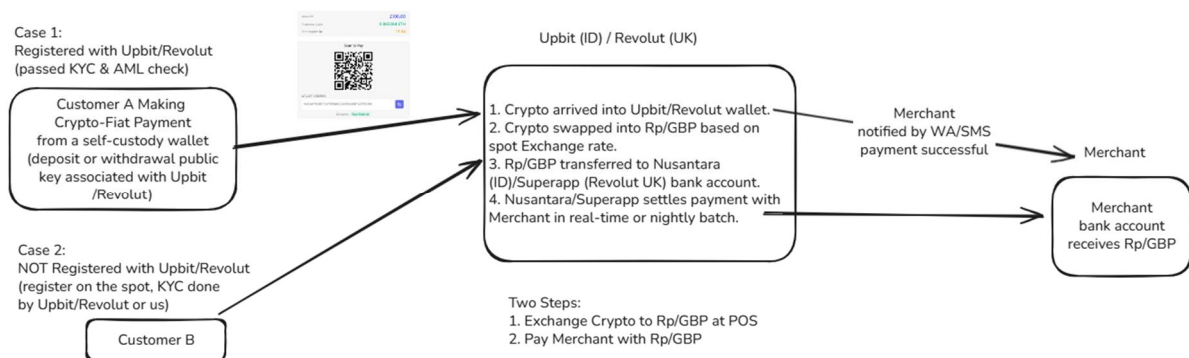 Case 1:
Registered with Upbit/Revolut
(passed KYC & AML check)
Customer A Making
Crypto-Fiat Payment
from a self-custody wallet
(deposit or withdrawal public
key associated with Upbit
/Revolut)
Case 2:
NOT Registered with Upbit/Revolut
(register on the spot, KYC done
by Upbit/Revolut or us)
Customer B
Scan to Pay
Upbit (ID) / Revolut (UK)
1. Crypto arrived into Upbit/Revolut wallet.
2. Crypto swapped into Rp/GBP based on
spot Exchange rate.
3. Rp/GBP transferred to Nusantara
(ID)/Superapp (Revolut UK) bank account.
4. Nusantara/Superapp settles payment with
Merchant in real-time or nightly batch.
Two Steps:
1. Exchange Crypto to Rp/GBP at POS
2. Pay Merchant with Rp/GBP
Merchant
notified by WA/SMS
payment successful
Merchant
Merchant
bank account
receives Rp/GBP